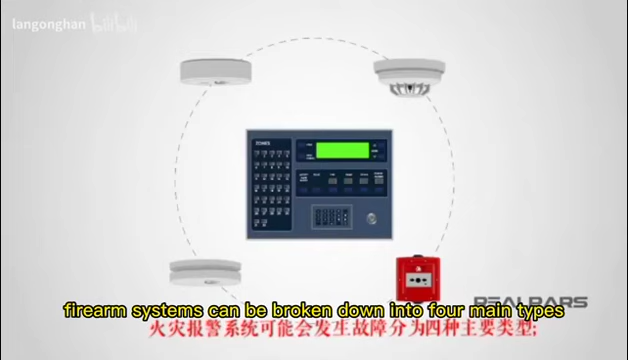 langonghan bilibili
ZONES
REALPARS
firearm systems can be broken down into four main types
火灾报警系统可能会发生故障分为四种主要类型;